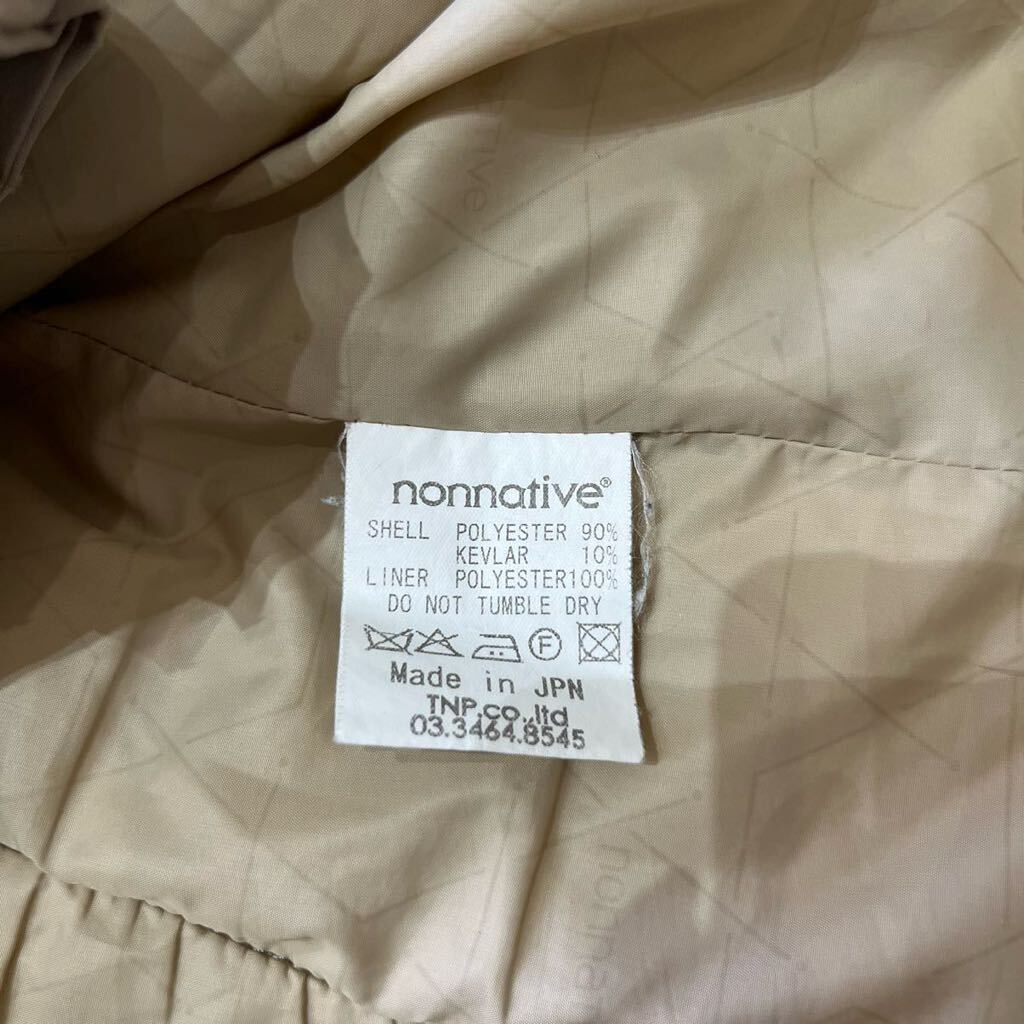 nonnative®
SHELL POLYESTER 90%
KEVLAR 10%
LINER POLYESTER100%
DO NOT TUMBLE DRY
F
Made in JPN
TNP.co.,ltd
03.3464.8545